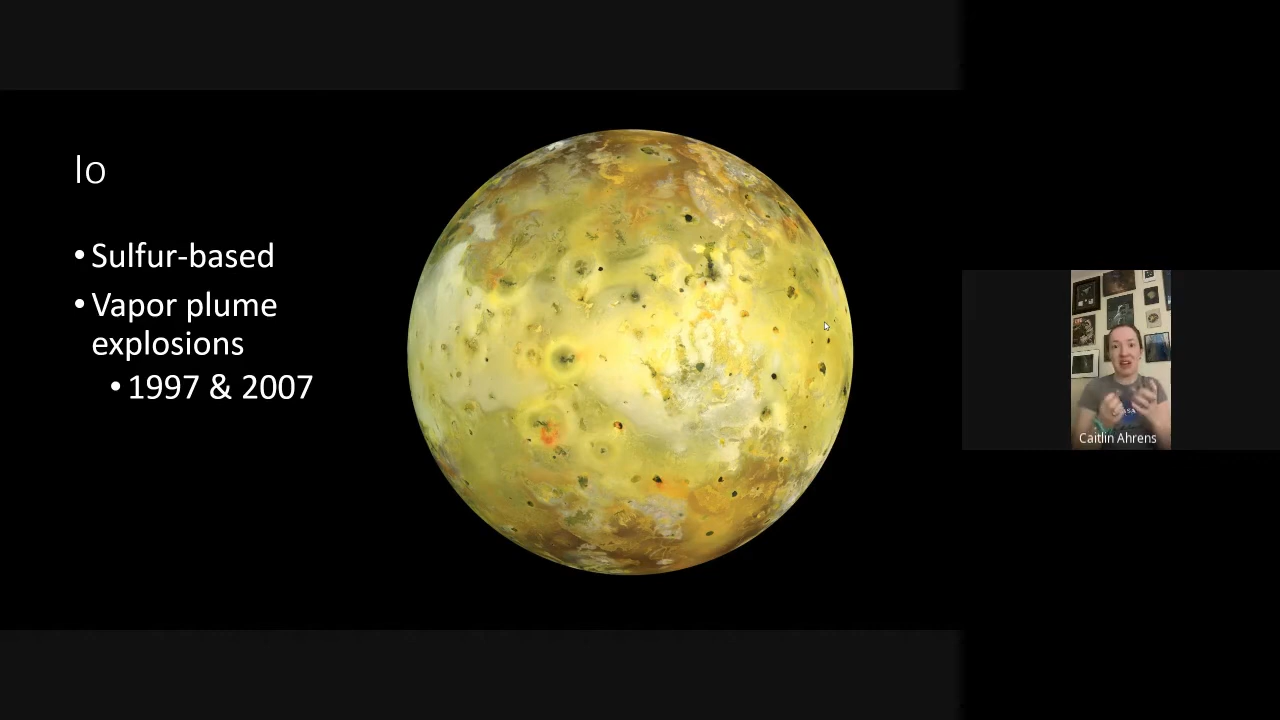 Io
• Sulfur-based
• Vapor plume
explosions
• 1997 & 2007
Caitlin Ahrens